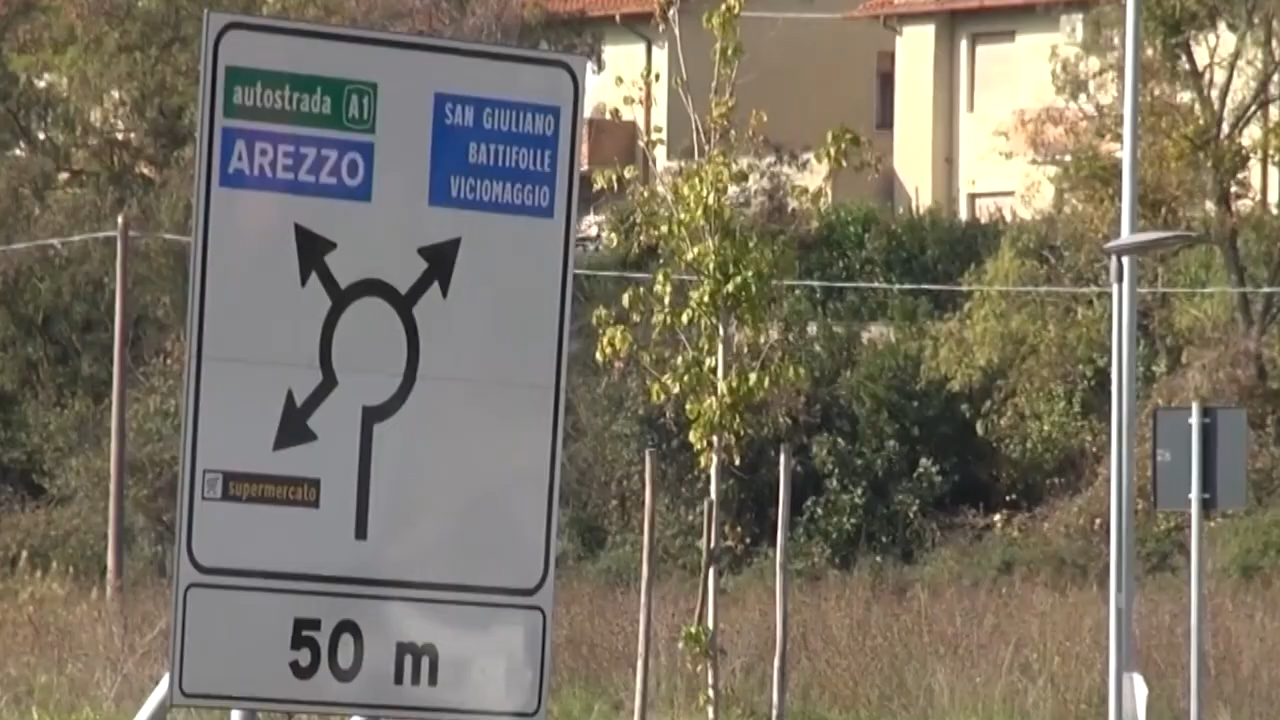 autostrada A1
AREZZO
SAN GIULIANO
BATTIFOLLE
VICIOMAGGIO
supermercato
50 m